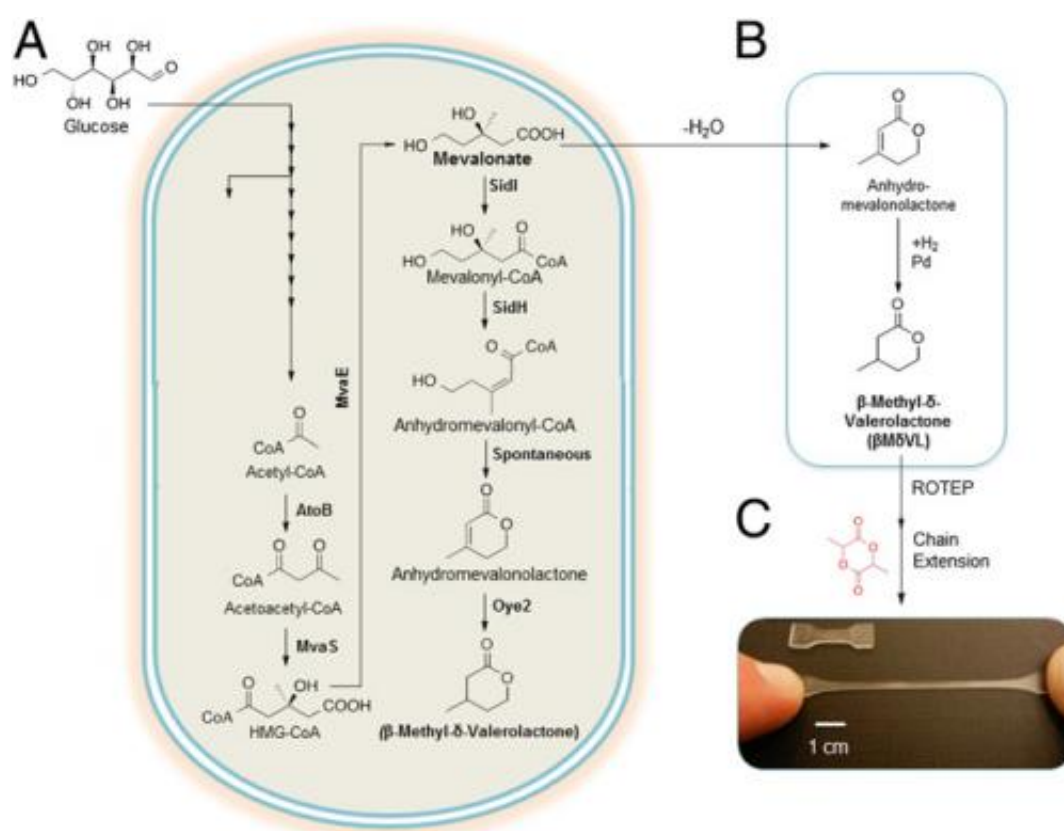 A
OH OH
HO
O
OH OH
Glucose
HO
HO
COOH
Mevalonate
SidI
HO
O
HO
CoA
Mevalonyl-CoA
SidH
CoA
O
HO
Anhydromevalonyl-CoA
Spontaneous
O
O
Anhydromevalonolactone
Oye2
O
O
(β-Methyl-δ-Valerolactone)
MvaE
O
CoA
Acetyl-CoA
AtoB
O O
CoA
Acetoacetyl-CoA
MvaS
O
OH
CoA
COOH
HMG-CoA
-H₂O
B
O
O
Anhydro-
mevalonolactone
+H₂
Pd
O
O
β-Methyl-δ-
Valerolactone
(βMδVL)
ROTEP
C
O
O
O
O
Chain
Extension
1 cm